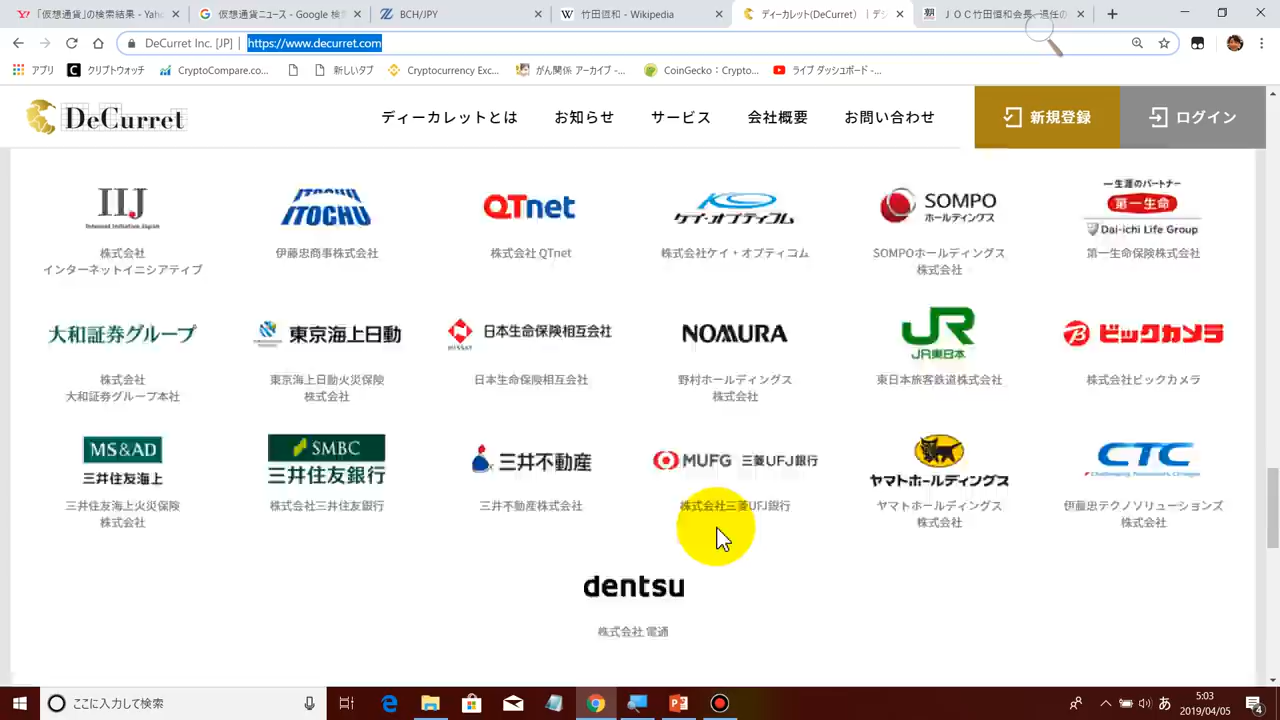 「仮想通貨」の検索結果 - Yahoo
仮想通貨ニュース - Google 検
BCH/JPY
竹田恒和 - Wikipedia
ディーカレット(DeCurret) | デジ
ＪＯＣ竹田恒和会長､退任の
DeCurret Inc. [JP] | https://www.decurret.com
アプリ
クリプトウォッチ
CryptoCompare.co...
新しいタブ
Cryptocurrency Exc...
がん関係 アーカイブ -...
CoinGecko：Crypto...
ライブ ダッシュボード -...
DeCurret
ディーカレットとは
お知らせ
サービス
会社概要
お問い合わせ
新規登録
ログイン
IIJ
Internet Initiative Japan
ITOCHU
QTnet
ケイ・オプティコム
SOMPO
ホールディングス
一生涯のパートナー
第一生命
Dai-ichi Life Group
株式会社
インターネットイニシアティブ
伊藤忠商事株式会社
株式会社 QTnet
株式会社ケイ・オプティコム
SOMPOホールディングス
株式会社
第一生命保険株式会社
大和証券グループ
東京海上日動
NISSAY
日本生命保険相互会社
NOMURA
JR
JR東日本
ビックカメラ
株式会社
大和証券グループ本社
東京海上日動火災保険
株式会社
日本生命保険相互会社
野村ホールディングス
株式会社
東日本旅客鉄道株式会社
株式会社ビックカメラ
MS&AD
三井住友海上
SMBC
三井住友銀行
三井不動産
MUFG 三菱UFJ銀行
ヤマトホールディングス
CTC
Challenging Tomorrow's Changes
三井住友海上火災保険
株式会社
株式会社三井住友銀行
三井不動産株式会社
株式会社三菱UFJ銀行
ヤマトホールディングス
株式会社
伊藤忠テクノソリューションズ
株式会社
dentsu
株式会社 電通
ここに入力して検索
あ
5:03
2019/04/05
4